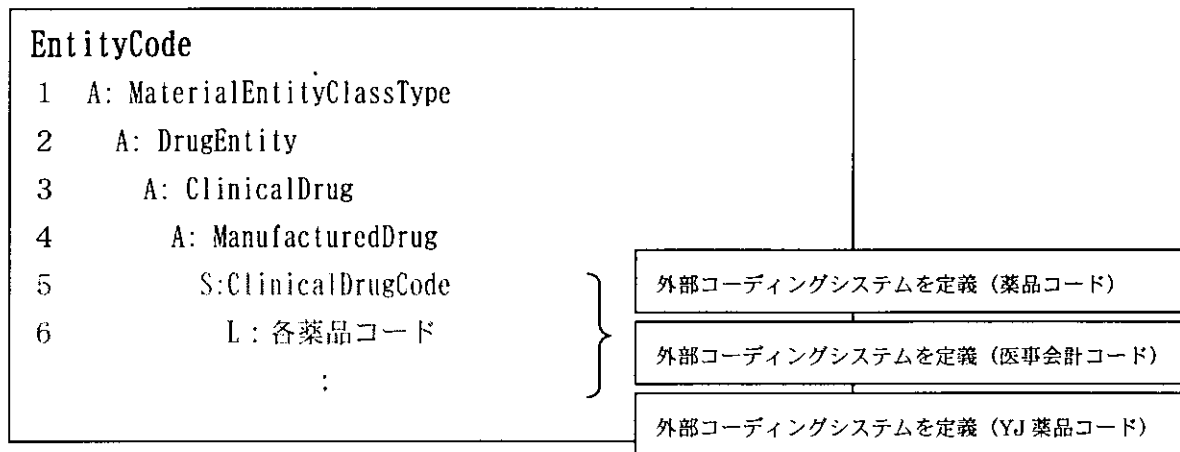 EntityCode
1 A: MaterialEntityClassType
2 A: DrugEntity
3 A: ClinicalDrug
4 A: ManufacturedDrug
5 S:ClinicalDrugCode
6 L：各薬品コード
:
外部コーディングシステムを定義（薬品コード）
外部コーディングシステムを定義（医事会計コード）
外部コーディングシステムを定義（YJ 薬品コード）